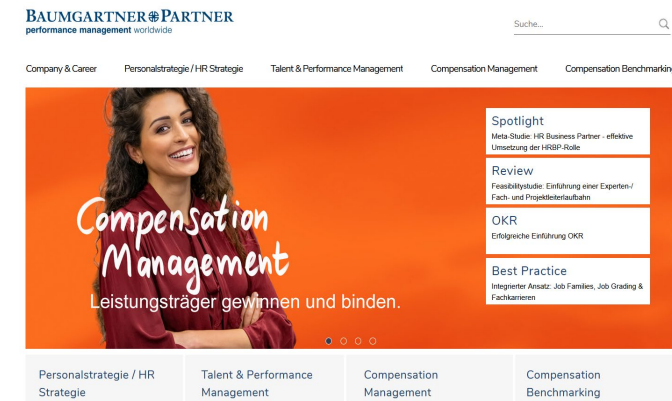 BAUMGARTNER PARTNER
performance management worldwide
Suche...
Company & Career
Personalstrategie / HR Strategie
Talent & Performance Management
Compensation Management
Compensation Benchmarking
Spotlight
Meta-Studie: HR Business Partner - effektive
Umsetzung der HRBP-Rolle
Review
Feasibilitystudie: Einführung einer Experten-/
Fach- und Projektleiterlaufbahn
OKR
Erfolgreiche Einführung OKR
Best Practice
Integrierter Ansatz: Job Families, Job Grading &
Fachkarrieren
Compensation
Management
Leistungsträger gewinnen und binden.
Personalstrategie / HR
Strategie
Talent & Performance
Management
Compensation
Management
Compensation
Benchmarking